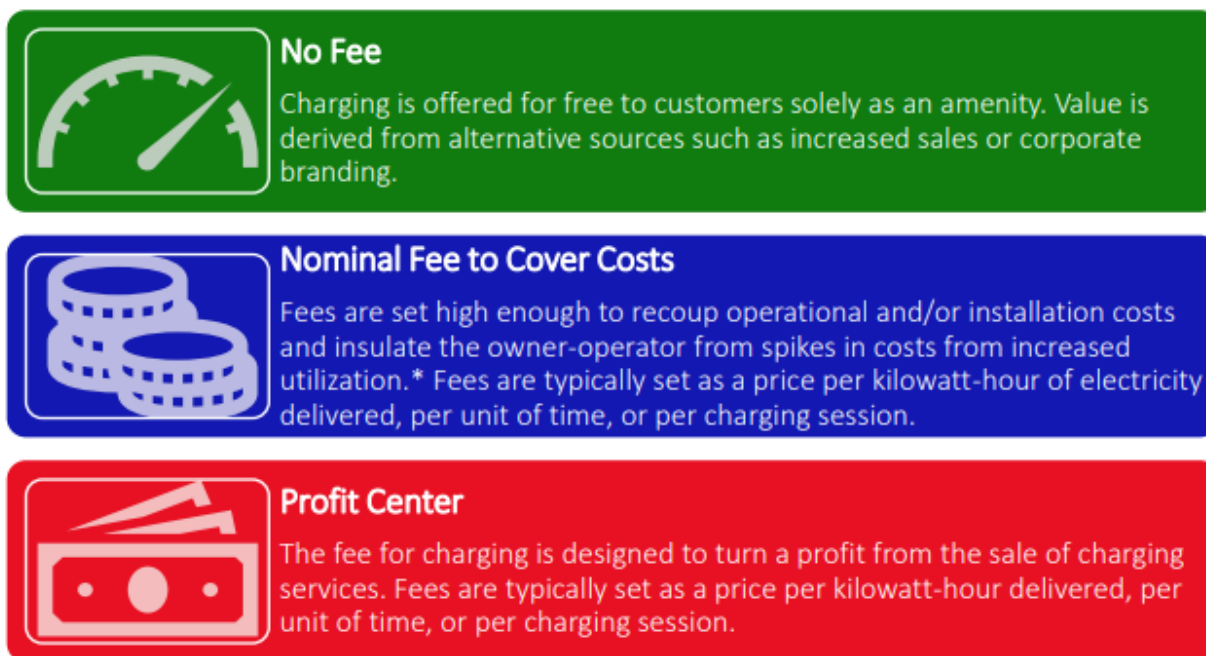 No Fee
Charging is offered for free to customers solely as an amenity. Value is
derived from alternative sources such as increased sales or corporate
branding.
Nominal Fee to Cover Costs
Fees are set high enough to recoup operational and/or installation costs
and insulate the owner-operator from spikes in costs from increased
utilization.* Fees are typically set as a price per kilowatt-hour of electricity
delivered, per unit of time, or per charging session.
Profit Center
The fee for charging is designed to turn a profit from the sale of charging
services. Fees are typically set as a price per kilowatt-hour delivered, per
unit of time, or per charging session.